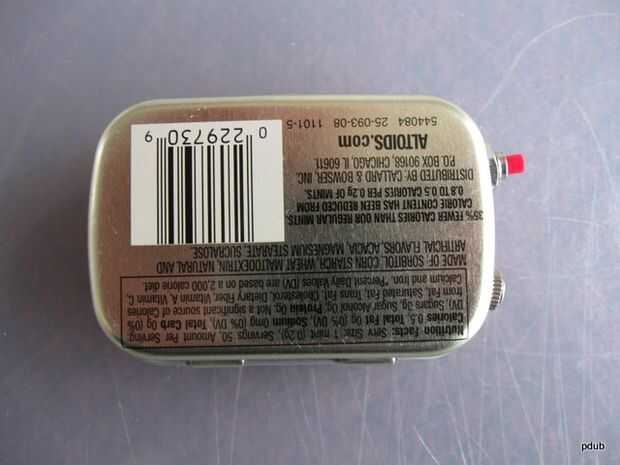 Nutrition Facts: Serv. Size: 1 mint (0.2g), Servings 50, Amount Per Serving:
Calories 0.5, Total Fat 0g (0% DV), Sodium 0mg (0% DV), Total Carb 0g (0%
DV), Sugars 0g, Sugar Alcohol 0g, Protein 0g, Not a significant source of Calories
from Fat, Saturated Fat, Trans Fat, Cholesterol, Dietary Fiber, Vitamin A, Vitamin C,
Calcium and Iron. *Percent Daily Values (DV) are based on a 2,000
calorie diet.
MADE OF SORBITOL, CORN STARCH, WHEAT MALTODEXTRIN, NATURAL AND
ARTIFICIAL FLAVORS, ACACIA, MAGNESIUM STEARATE, SUCRALOSE.
35% FEWER CALORIES THAN FOR REGULAR MINTS.
CALORIE CONTENT HAS BEEN REDUCED FROM
0.8 TO 0.5 CALORIES PER 0.2g OF MINTS.
DISTRIBUTED BY: CALLARD & BOWSER, INC.
P.O. BOX 90168, CHICAGO, IL 60611
ALTOIDS.com
544084 25-093-08 1101-5
0 229730 9
pdub